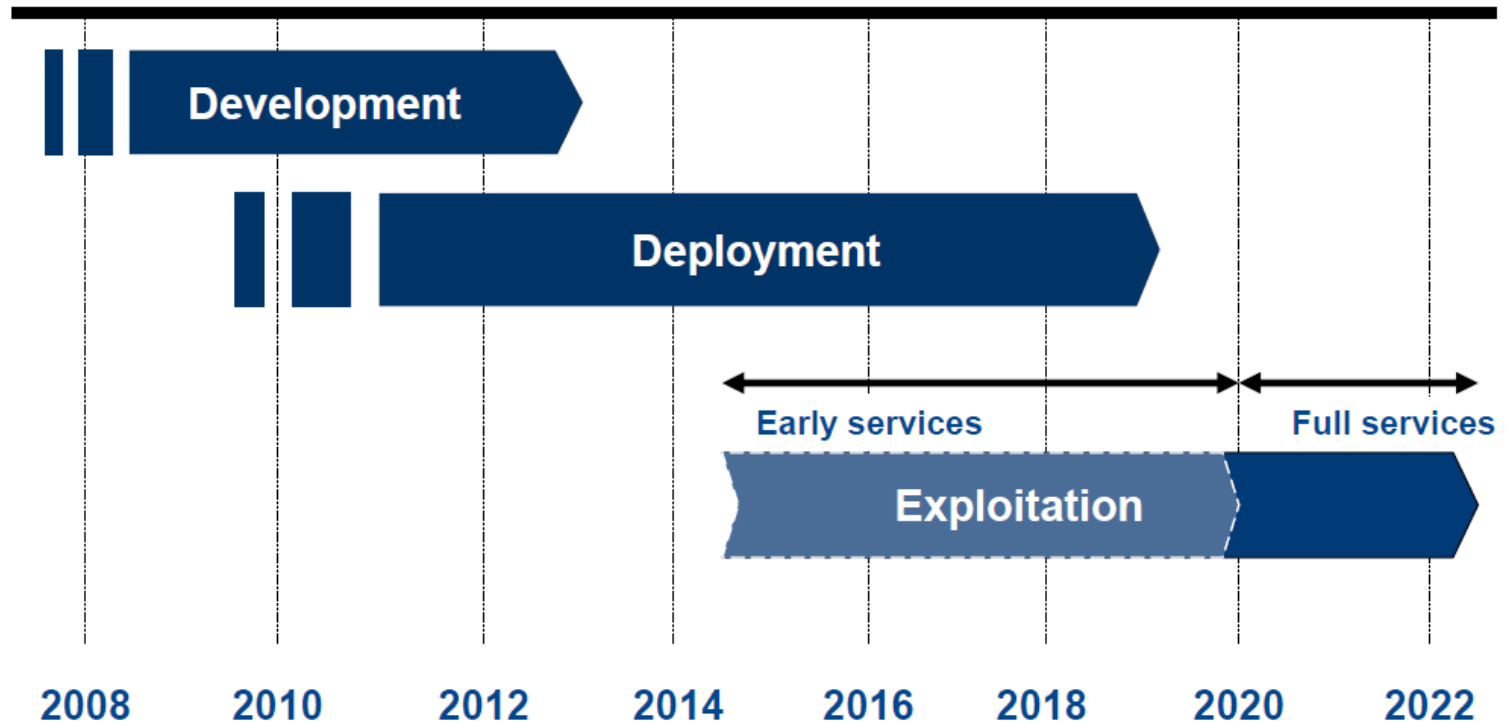 Development
Deployment
Early services
Full services
Exploitation
2008 2010 2012 2014 2016 2018 2020 2022